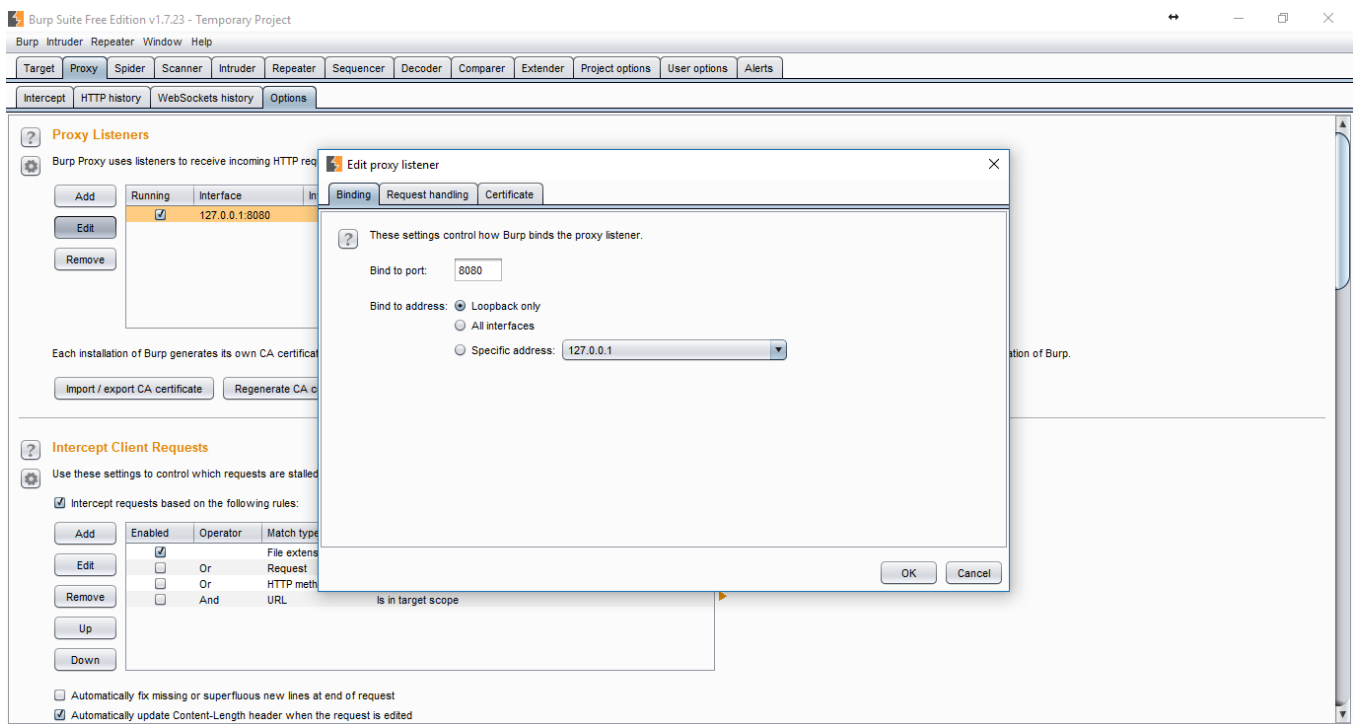 Burp Suite Free Edition v1.7.23 - Temporary Project
Burp Intruder Repeater Window Help
Target Proxy Spider Scanner Intruder Repeater Sequencer Decoder Comparer Extender Project options User options Alerts
Intercept HTTP history WebSockets history Options
? Proxy Listeners
Burp Proxy uses listeners to receive incoming HTTP req
Add Running Interface In
127.0.0.1:8080
Edit
Remove
Each installation of Burp generates its own CA certificat
ation of Burp.
Import / export CA certificate Regenerate CA c
Edit proxy listener
Binding Request handling Certificate
? These settings control how Burp binds the proxy listener.
Bind to port: 8080
Bind to address: Loopback only
All interfaces
Specific address: 127.0.0.1
OK Cancel
? Intercept Client Requests
Use these settings to control which requests are stalled
Intercept requests based on the following rules:
Add Enabled Operator Match type
File extens
Edit Or Request
Or HTTP meth
Remove And URL Is in target scope
Up
Down
Automatically fix missing or superfluous new lines at end of request
Automatically update Content-Length header when the request is edited